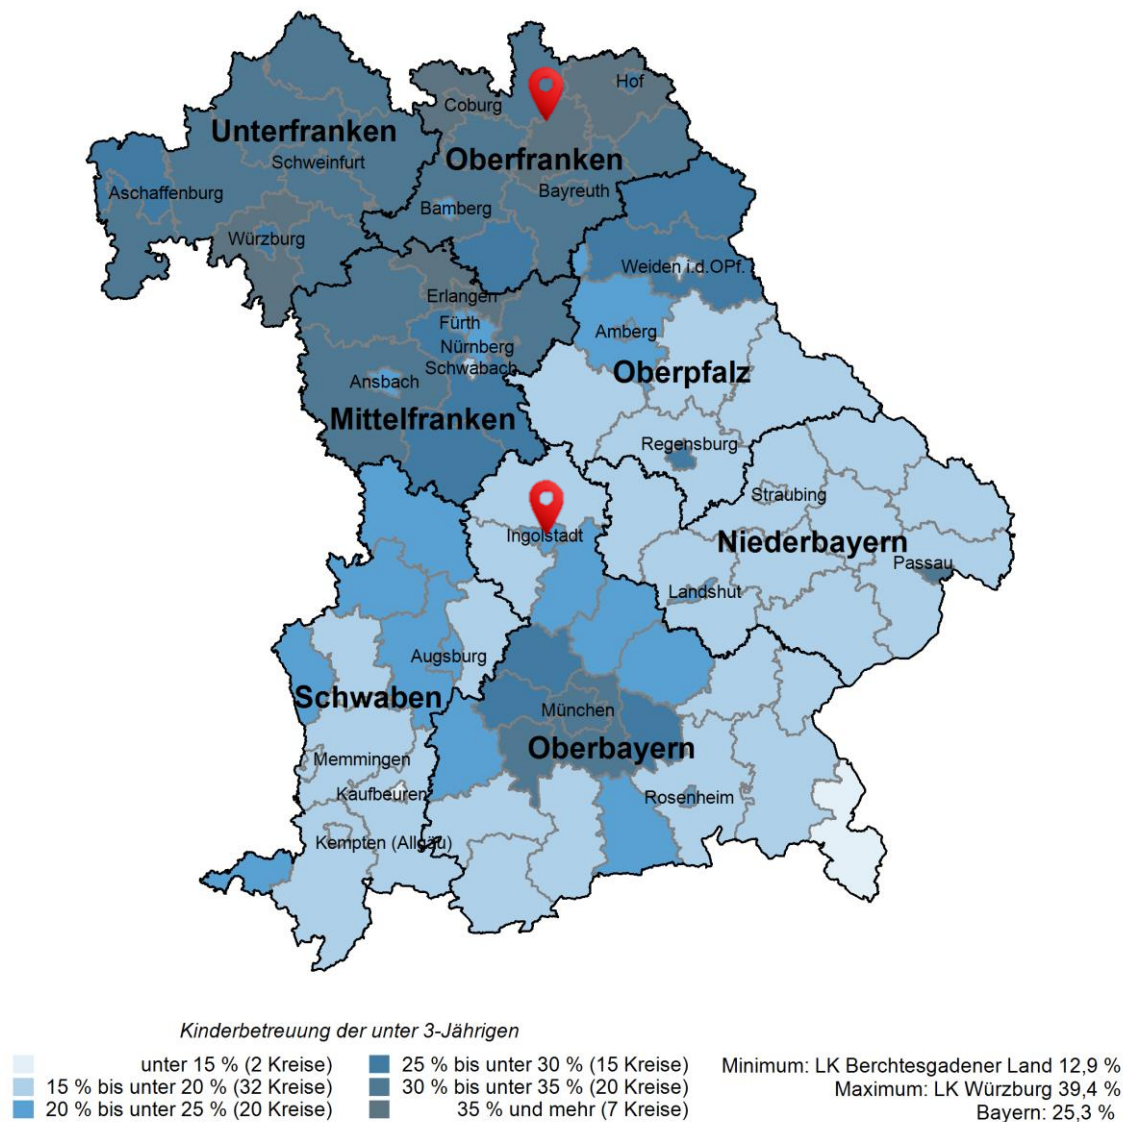 Hof
Coburg
Unterfranken
Oberfranken
Schweinfurt
Aschaffenburg
Bayreuth
Bamberg
Würzburg
Weiden i.d.OPf.
Erlangen
Fürth
Amberg
Nürnberg
Schwabach
Oberpfalz
Ansbach
Mittelfranken
Regensburg
Straubing
Ingolstadt
Niederbayern
Passau
Landshut
Augsburg
Schwaben
München
Oberbayern
Memmingen
Kaufbeuren
Rosenheim
Kempten (Allgäu)
Kinderbetreuung der unter 3-Jährigen
unter 15 % (2 Kreise)
15 % bis unter 20 % (32 Kreise)
20 % bis unter 25 % (20 Kreise)
25 % bis unter 30 % (15 Kreise)
30 % bis unter 35 % (20 Kreise)
35 % und mehr (7 Kreise)
Minimum: LK Berchtesgadener Land 12,9 %
Maximum: LK Würzburg 39,4 %
Bayern: 25,3 %